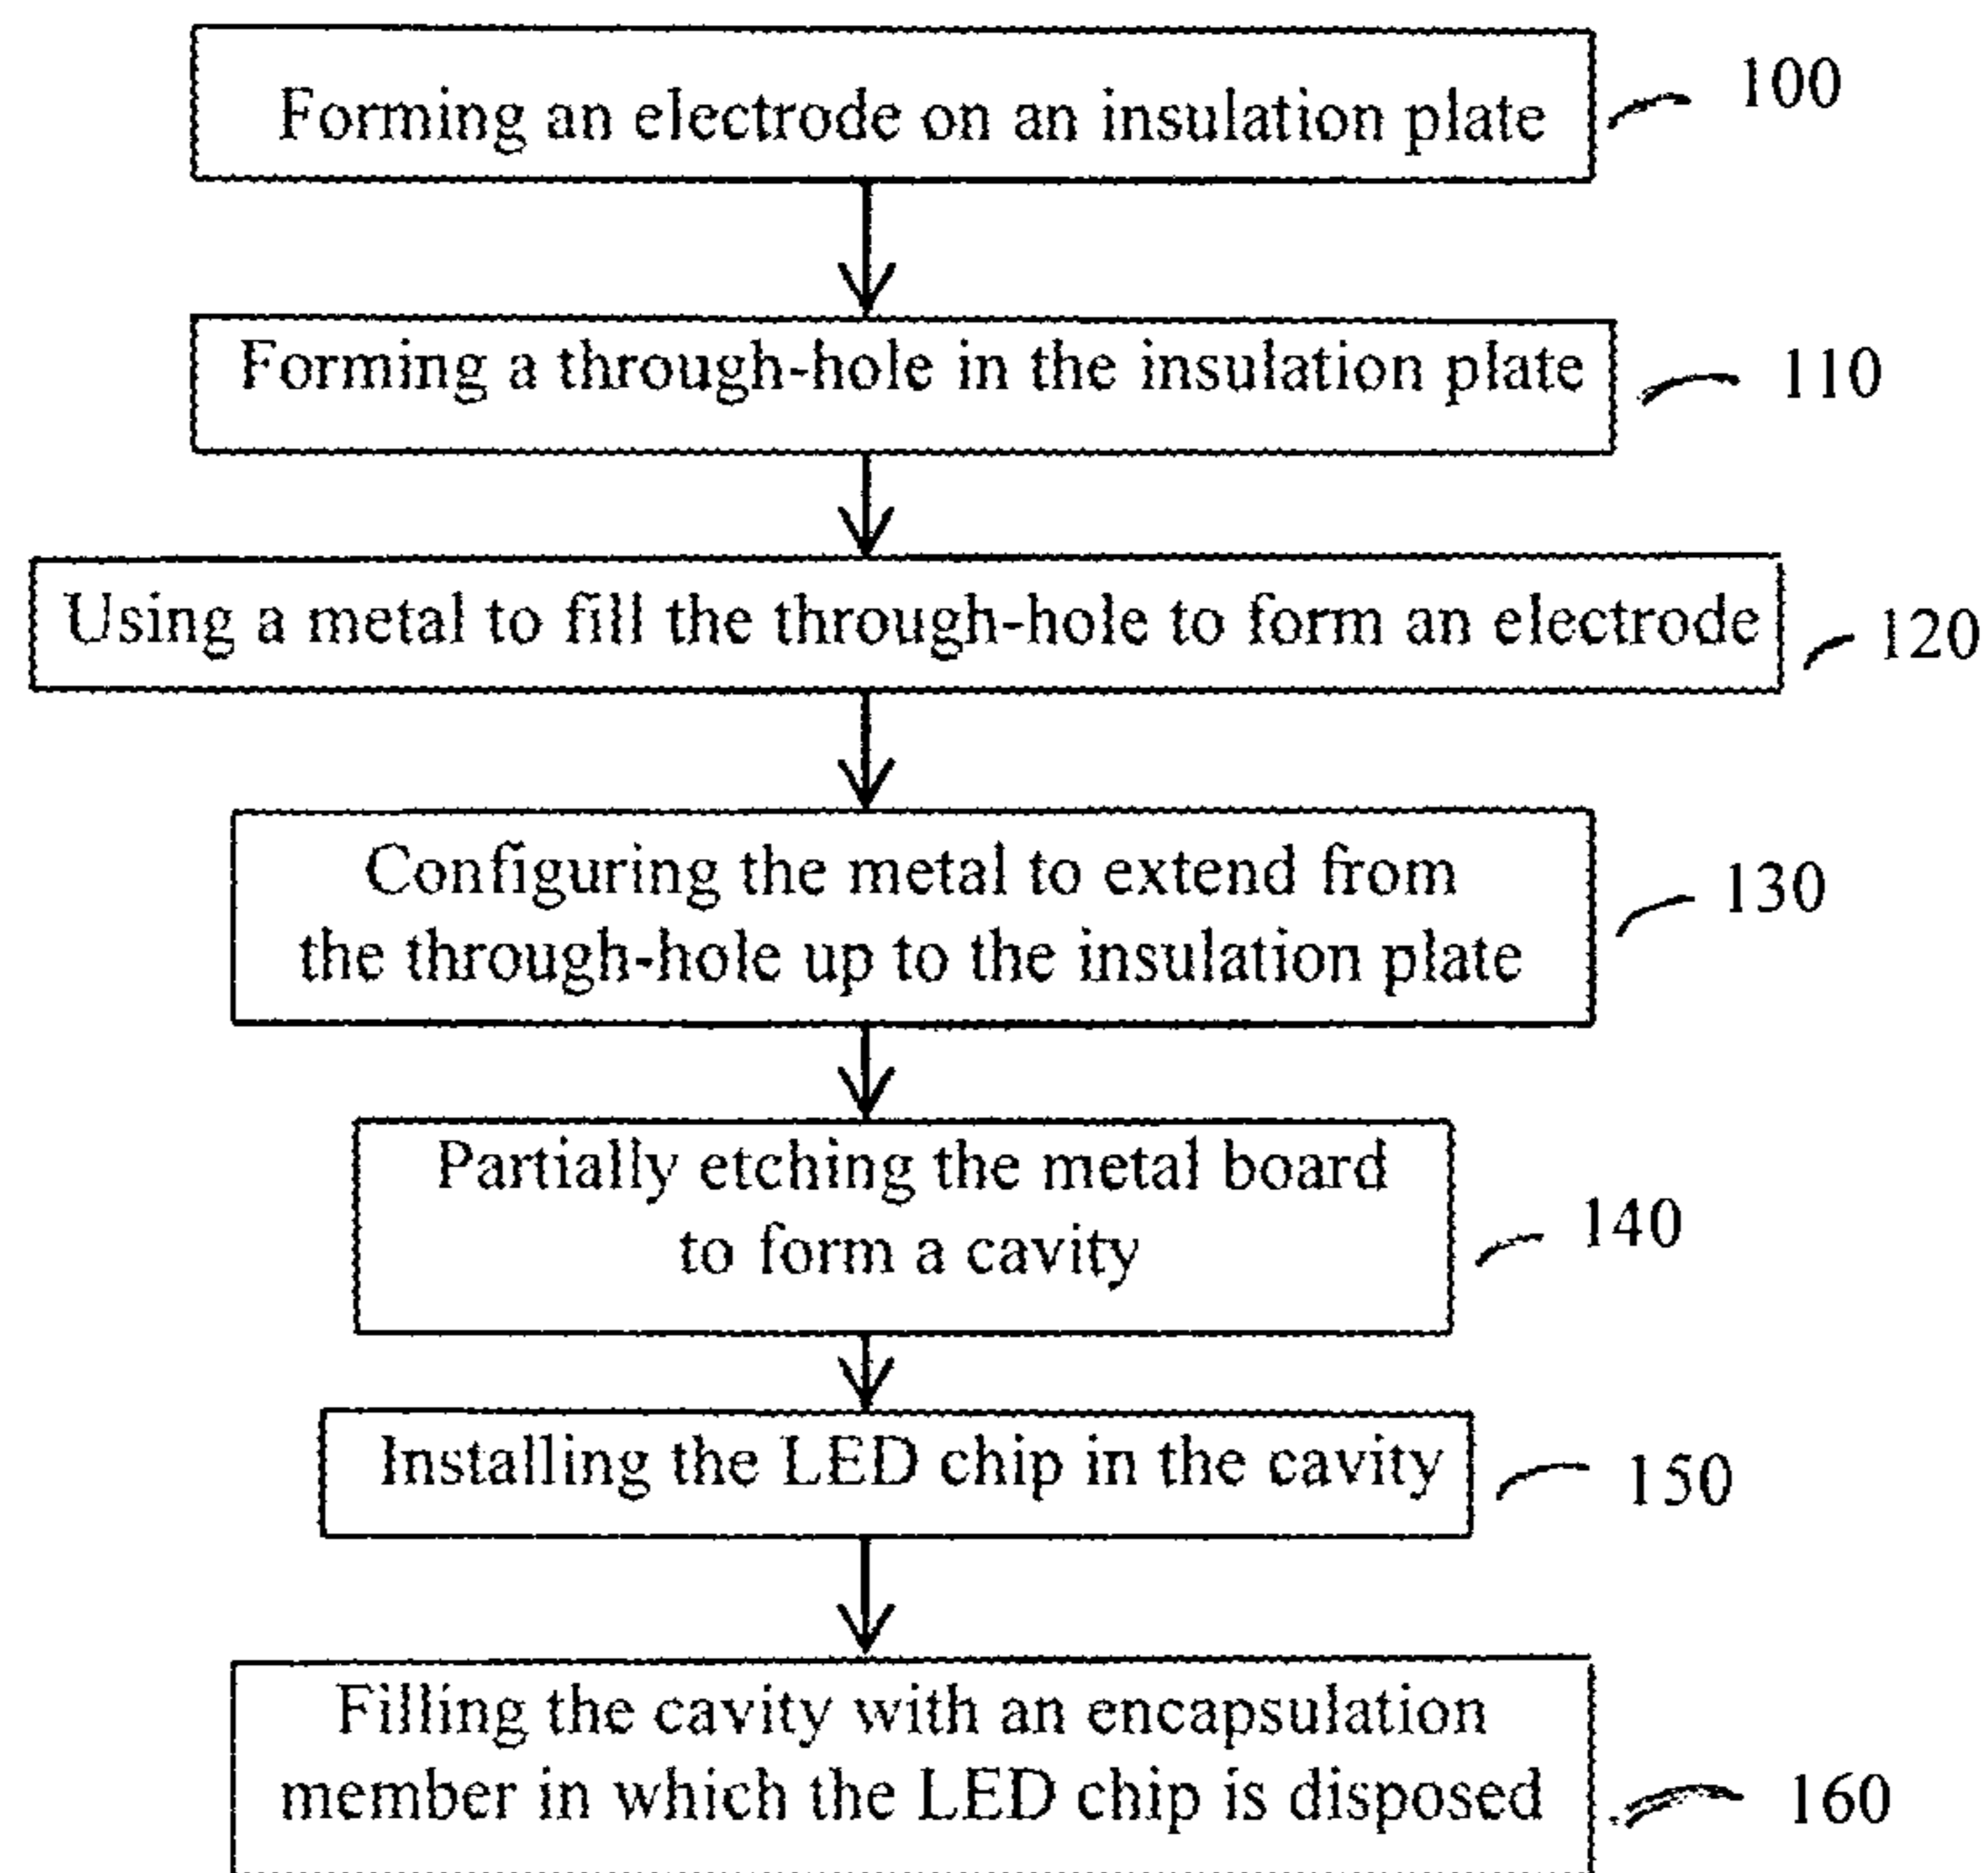 Forming an electrode on an insulation plate
100
Forming a through-hole in the insulation plate
110
Using a metal to fill the through-hole to form an electrode
120
Configuring the metal to extend from
the through-hole up to the insulation plate
130
Partially etching the metal board
to form a cavity
140
Installing the LED chip in the cavity
150
Filling the cavity with an encapsulation
member in which the LED chip is disposed
160